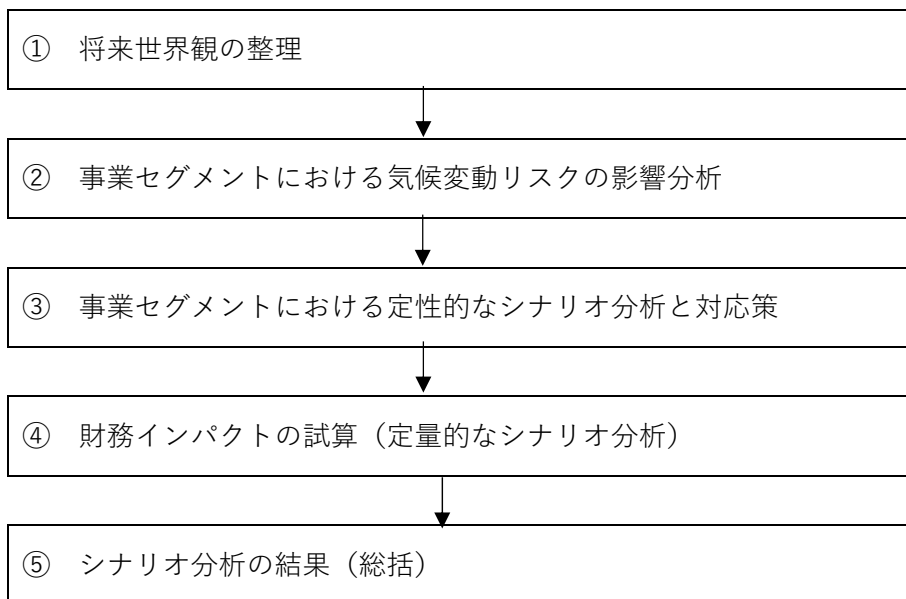 ① 将来世界観の整理
② 事業セグメントにおける気候変動リスクの影響分析
③ 事業セグメントにおける定性的なシナリオ分析と対応策
④ 財務インパクトの試算（定量的なシナリオ分析）
⑤ シナリオ分析の結果（総括）